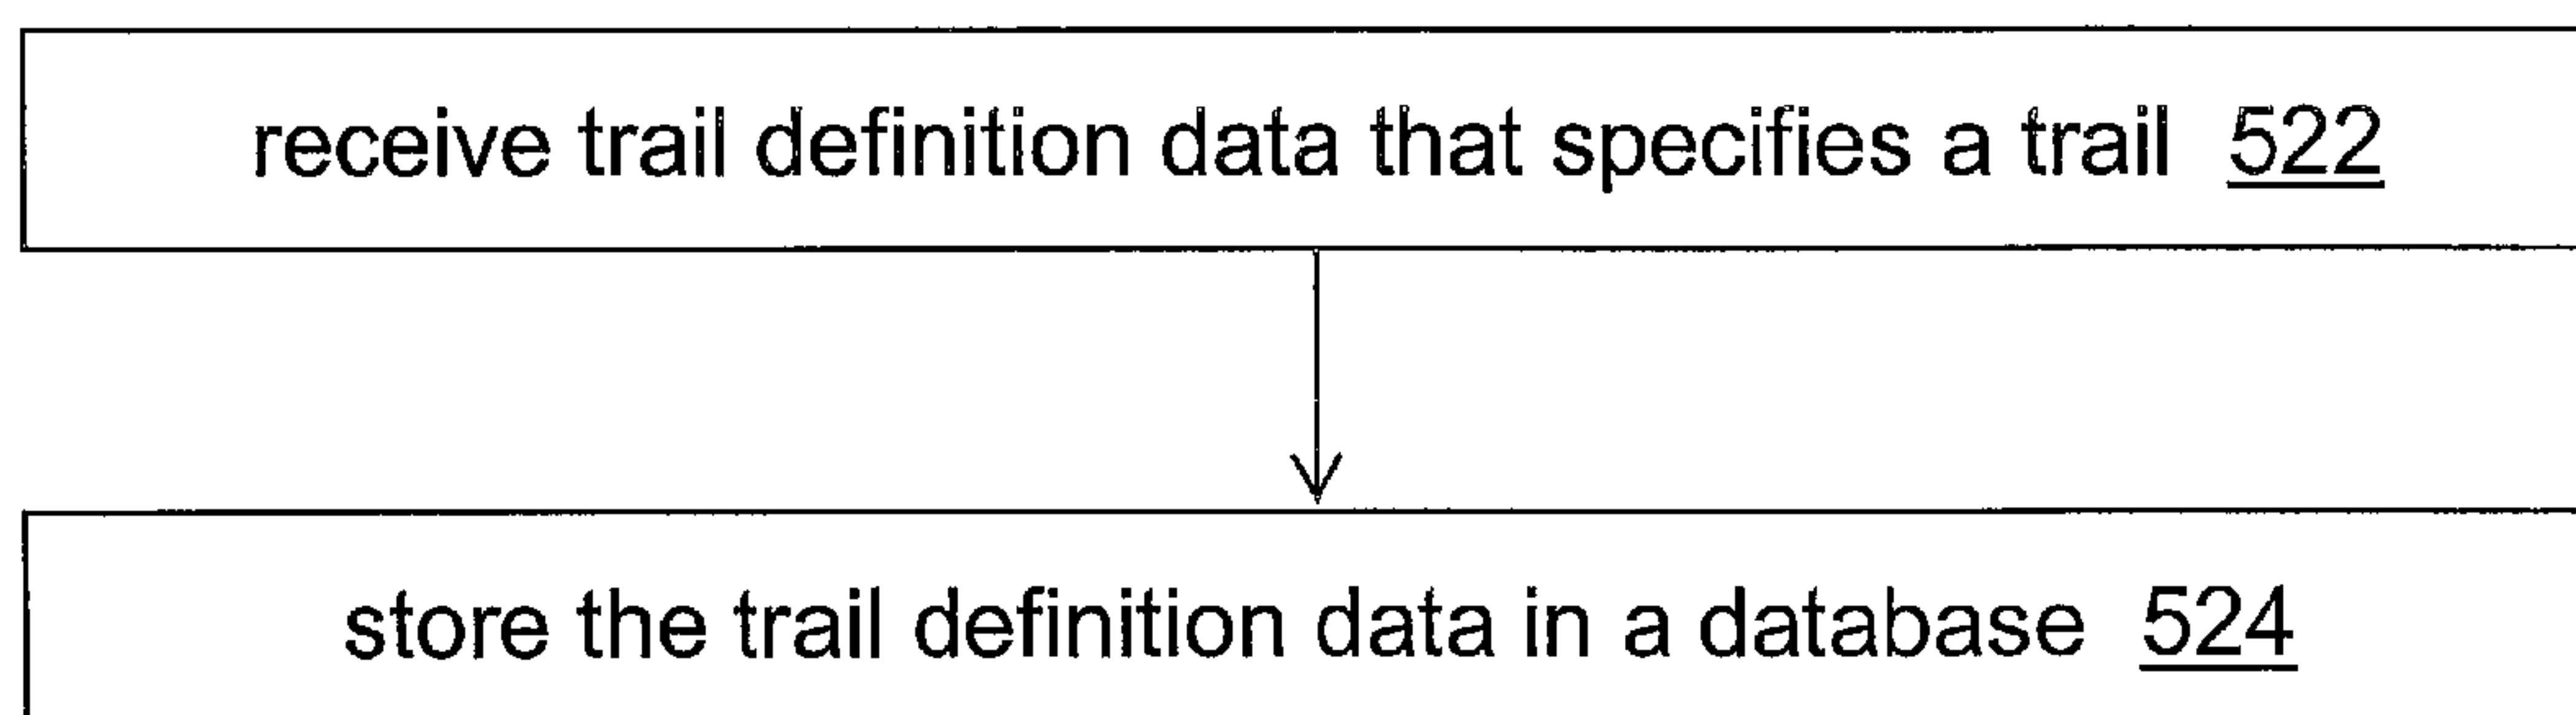 receive trail definition data that specifies a trail 522
store the trail definition data in a database 524